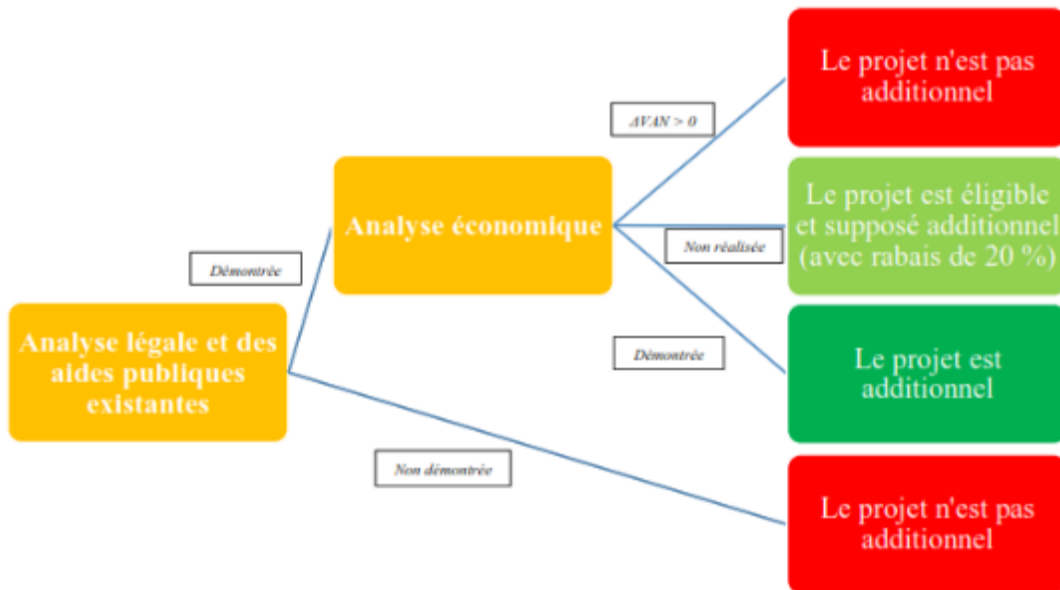 Le projet n'est pas
additionnel
ΔVAN > 0
Analyse économique
Le projet est éligible
et supposé additionnel
(avec rabais de 20 %)
Non réalisée
Démontrée
Analyse légale et des
aides publiques
existantes
Démontrée
Le projet est
additionnel
Non démontrée
Le projet n'est pas
additionnel